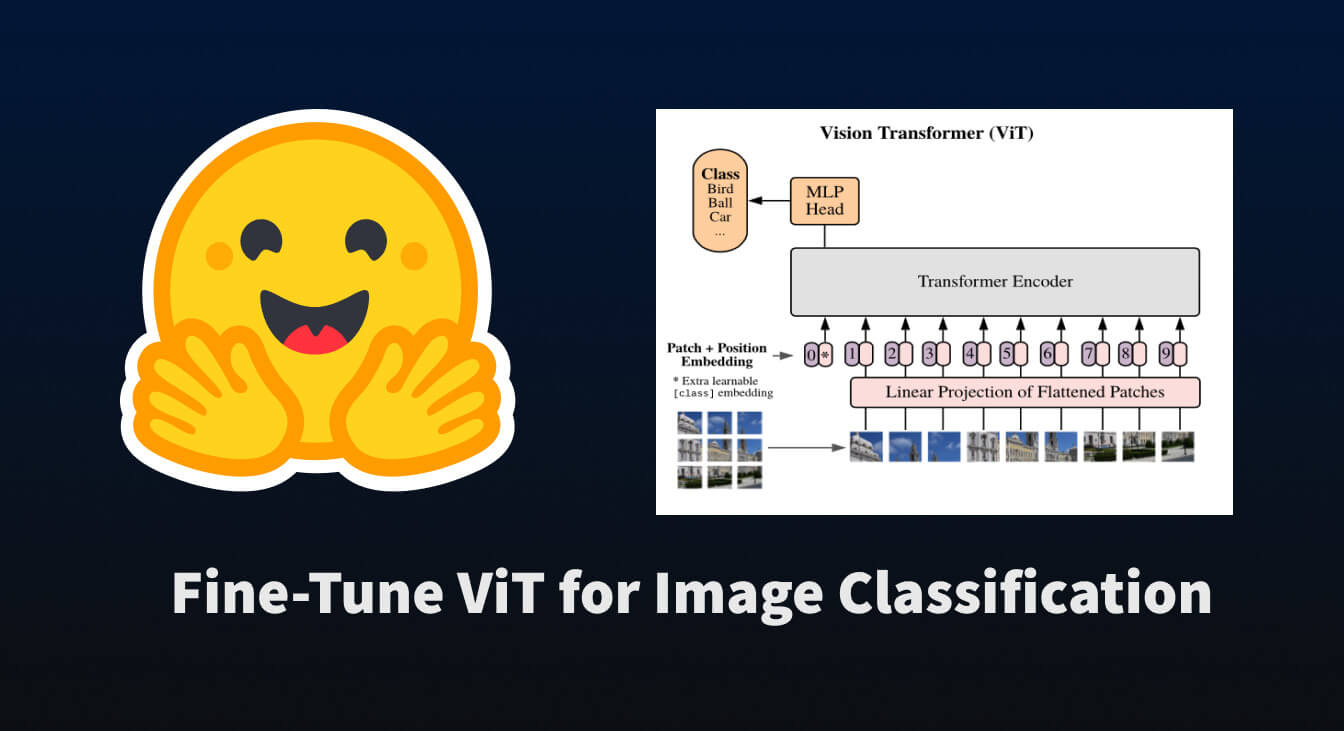 Vision Transformer (ViT)
Class
Bird
Ball
Car
...
MLP
Head
Transformer Encoder
Patch + Position
Embedding
* Extra learnable
[class] embedding
0 * 1 2 3 4 5 6 7 8 9
Linear Projection of Flattened Patches
Fine-Tune ViT for Image Classification